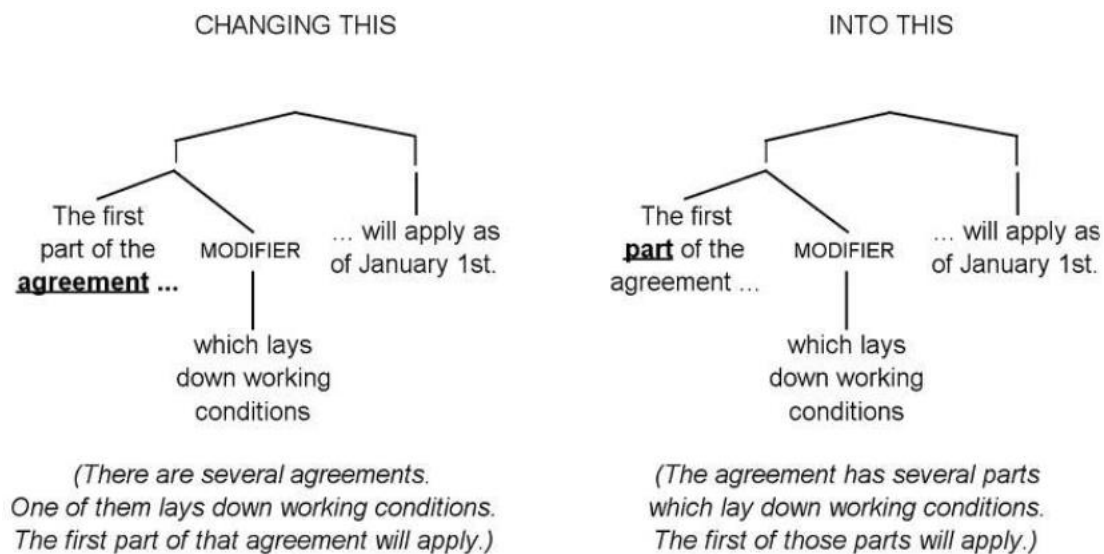 CHANGING THIS
The first
part of the
agreement ...
MODIFIER
which lays
down working
conditions
... will apply as
of January 1st.
(There are several agreements.
One of them lays down working conditions.
The first part of that agreement will apply.)
INTO THIS
The first
part of the
agreement ...
MODIFIER
which lays
down working
conditions
... will apply as
of January 1st.
(The agreement has several parts
which lay down working conditions.
The first of those parts will apply.)